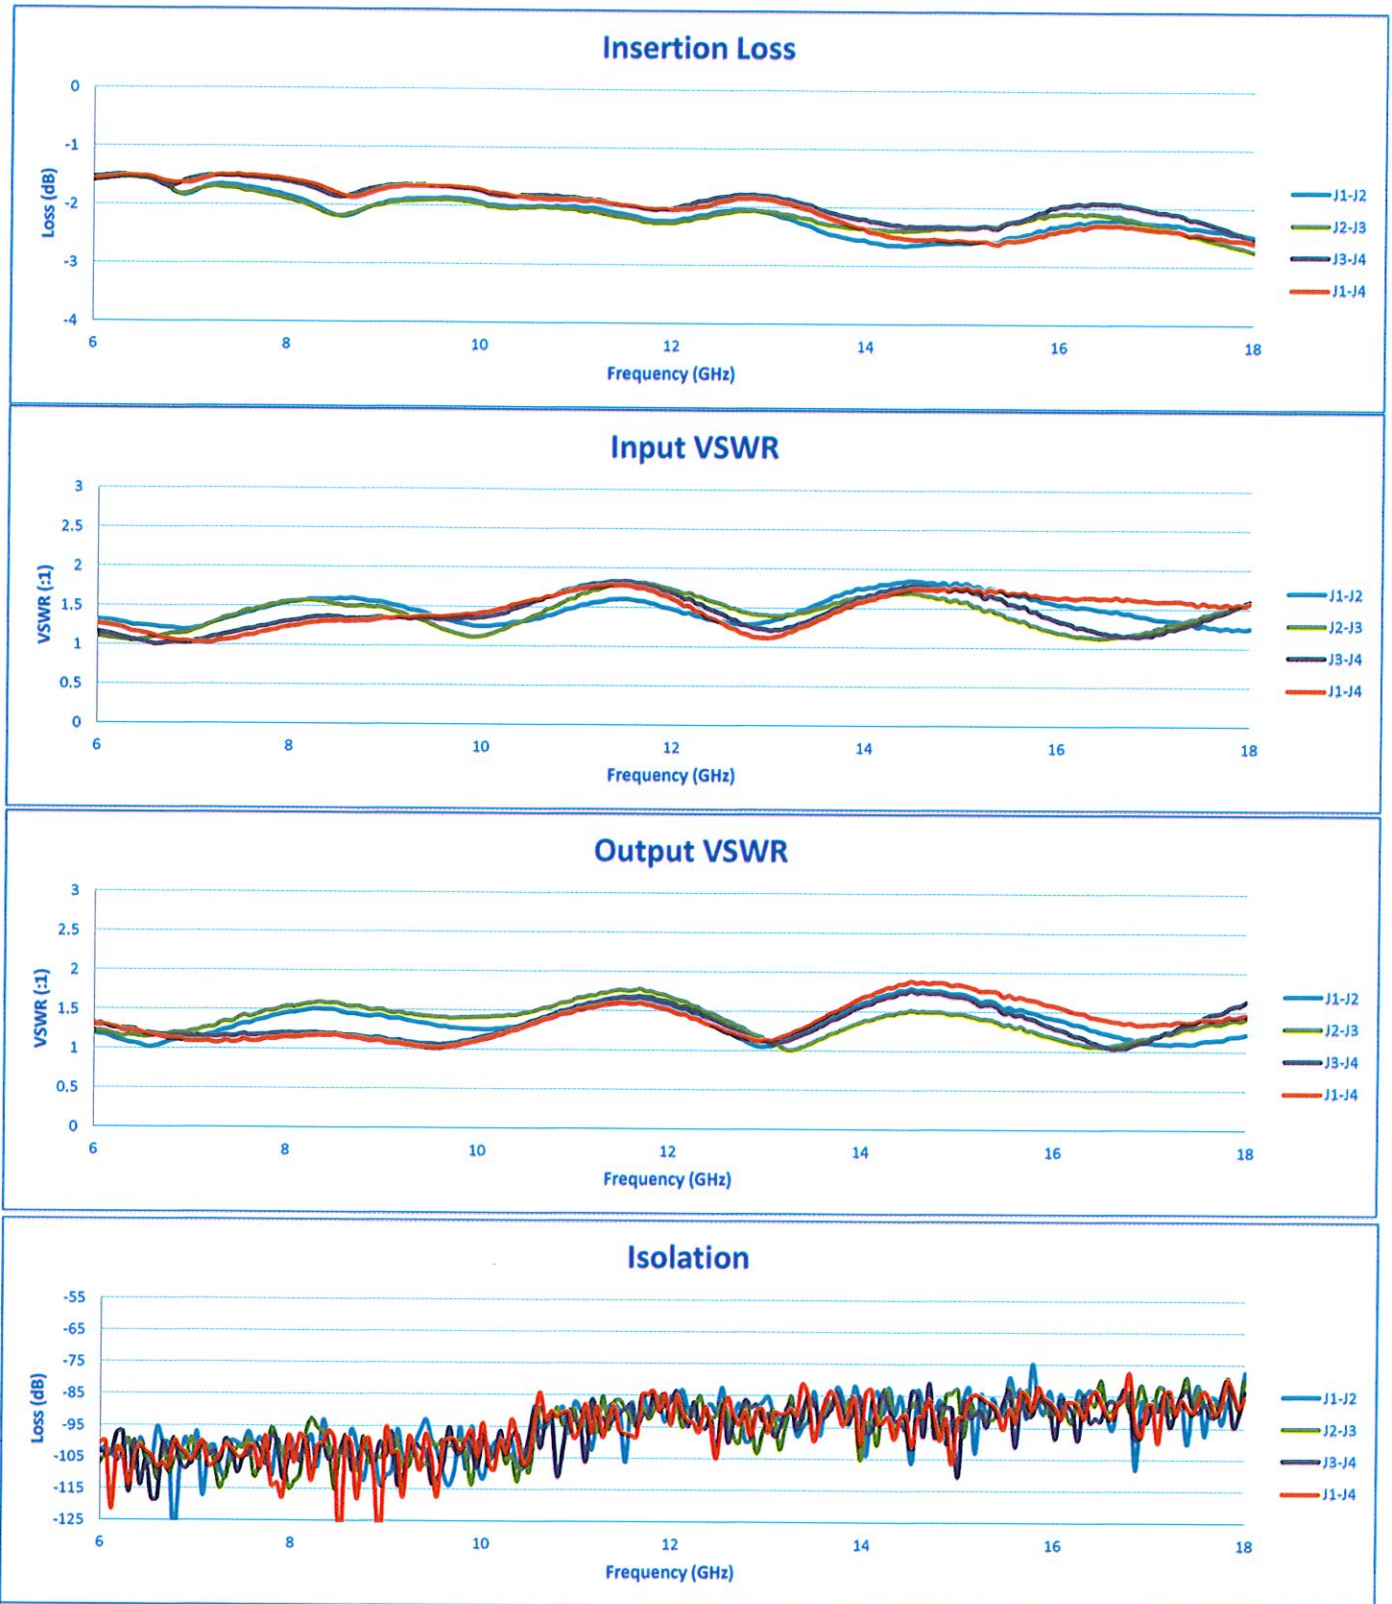 Insertion Loss
0
-1
-2
-3
-4
Loss (dB)
6 8 10 12 14 16 18
Frequency (GHz)
J1-J2
J2-J3
J3-J4
J1-J4
Input VSWR
3
2.5
2
1.5
1
0.5
0
VSWR (:1)
6 8 10 12 14 16 18
Frequency (GHz)
J1-J2
J2-J3
J3-J4
J1-J4
Output VSWR
3
2.5
2
1.5
1
0.5
0
VSWR (:1)
6 8 10 12 14 16 18
Frequency (GHz)
J1-J2
J2-J3
J3-J4
J1-J4
Isolation
-55
-65
-75
-85
-95
-105
-115
-125
Loss (dB)
6 8 10 12 14 16 18
Frequency (GHz)
J1-J2
J2-J3
J3-J4
J1-J4